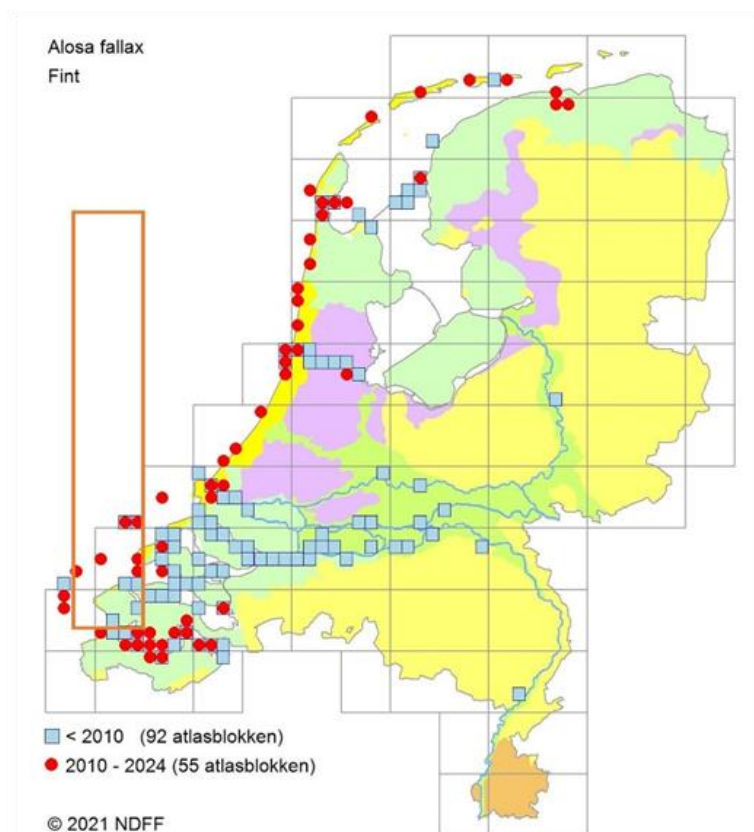 Alosa fallax
Fint
< 2010 (92 atlasblokken)
2010 - 2024 (55 atlasblokken)
© 2021 NDFF